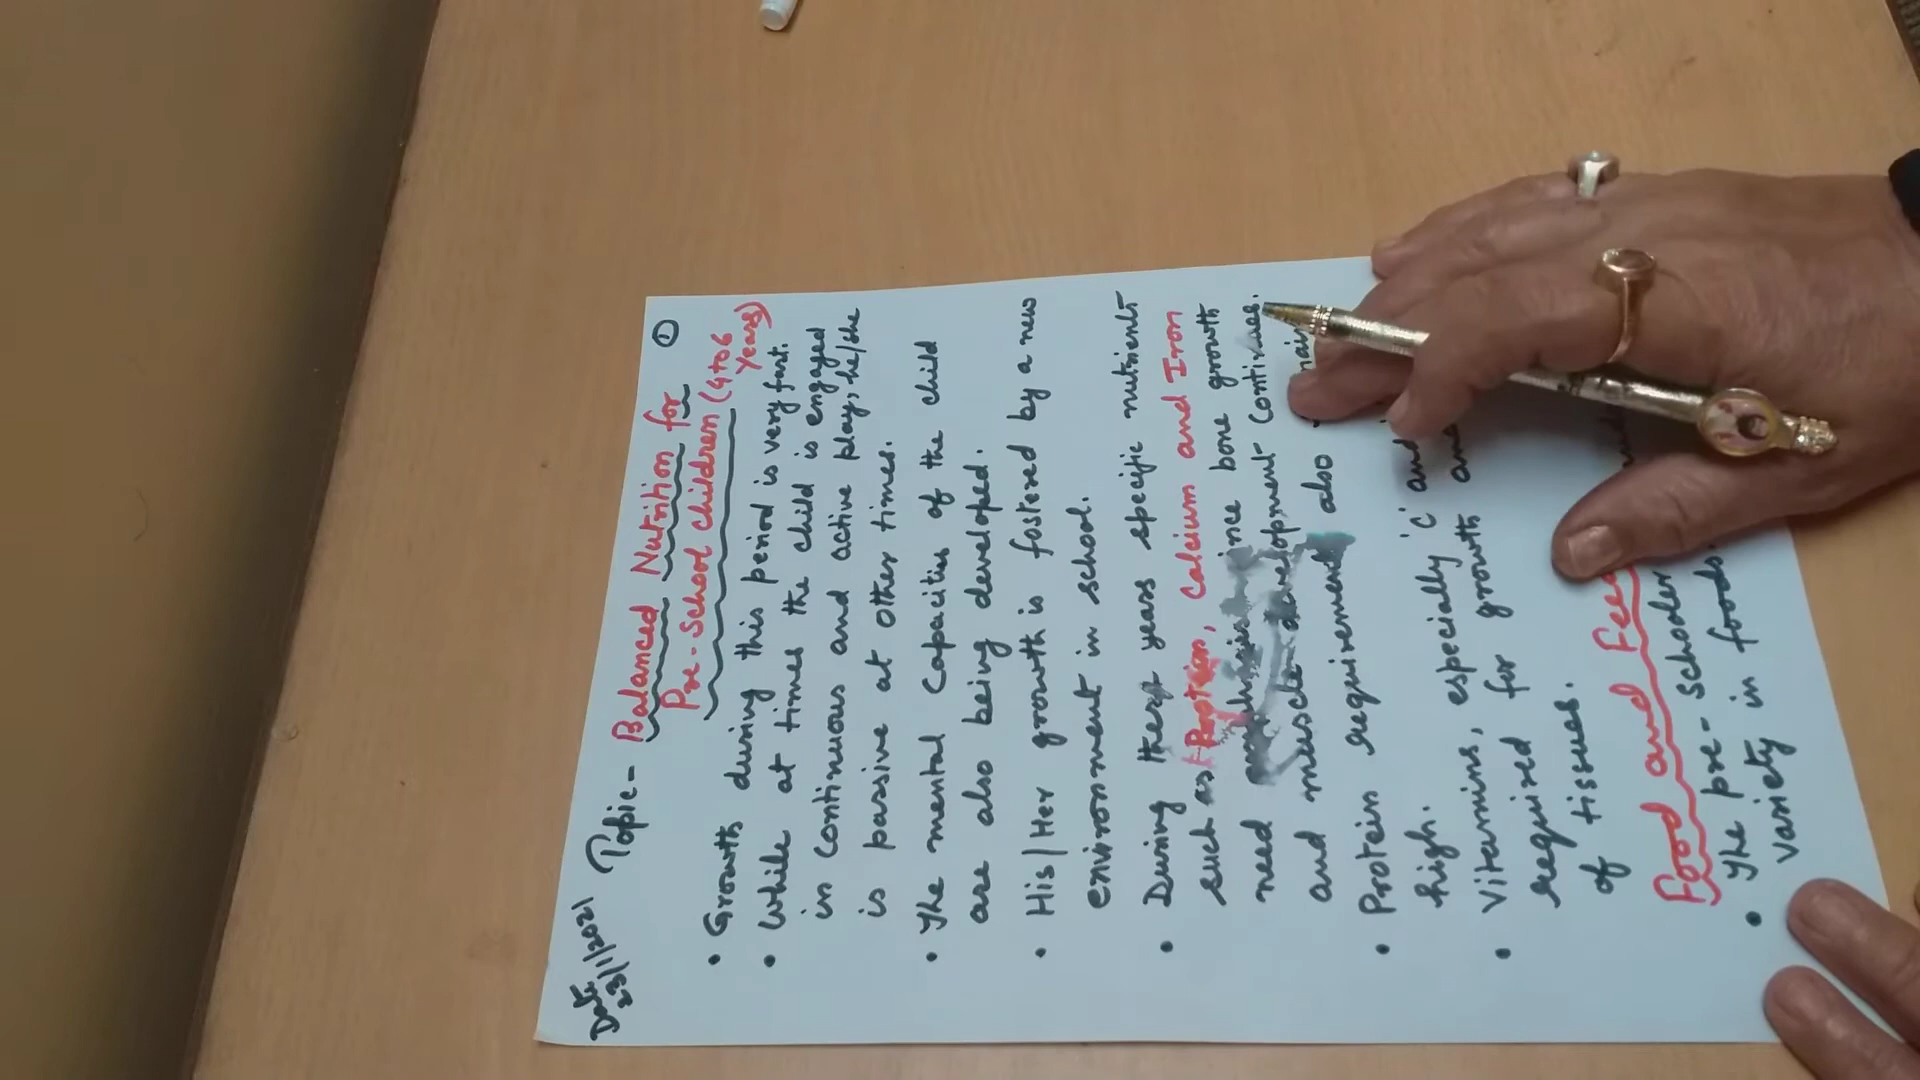 Date 23/1/2021
①
Topic- Balanced Nutrition for
Pre-School children (4 to 6 Years)
• Growth during this period is very fast.
• While at times the child is engaged
in continuous and active play, he/she
is passive at other times.
• The mental capacities of the child
are also being developed.
• His/Her growth is fostered by a new
environment in school.
• During these years specific nutrients
such as Protein, Calcium and Iron
need since bone growth
and muscle development continues.
• Protein requirement also
high.
• Vitamins, especially 'C' and
required for growth
of tissues.
Food and
• The pre-schooler
variety in foods.